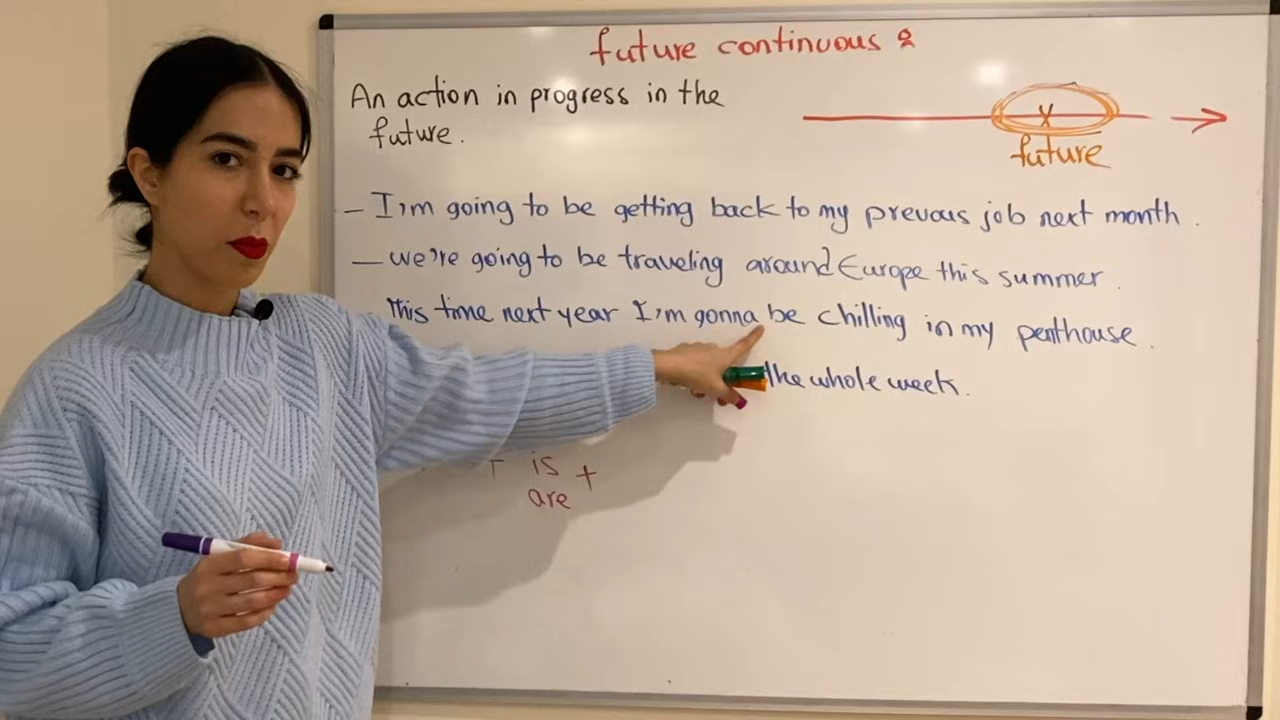 future continuous :
An action in progress in the
future.
future
- I'm going to be getting back to my prevous job next month.
- we're going to be traveling around Europe this summer.
This time next year I'm gonna be chilling in my penthouse.
the whole week.
+ is +
are